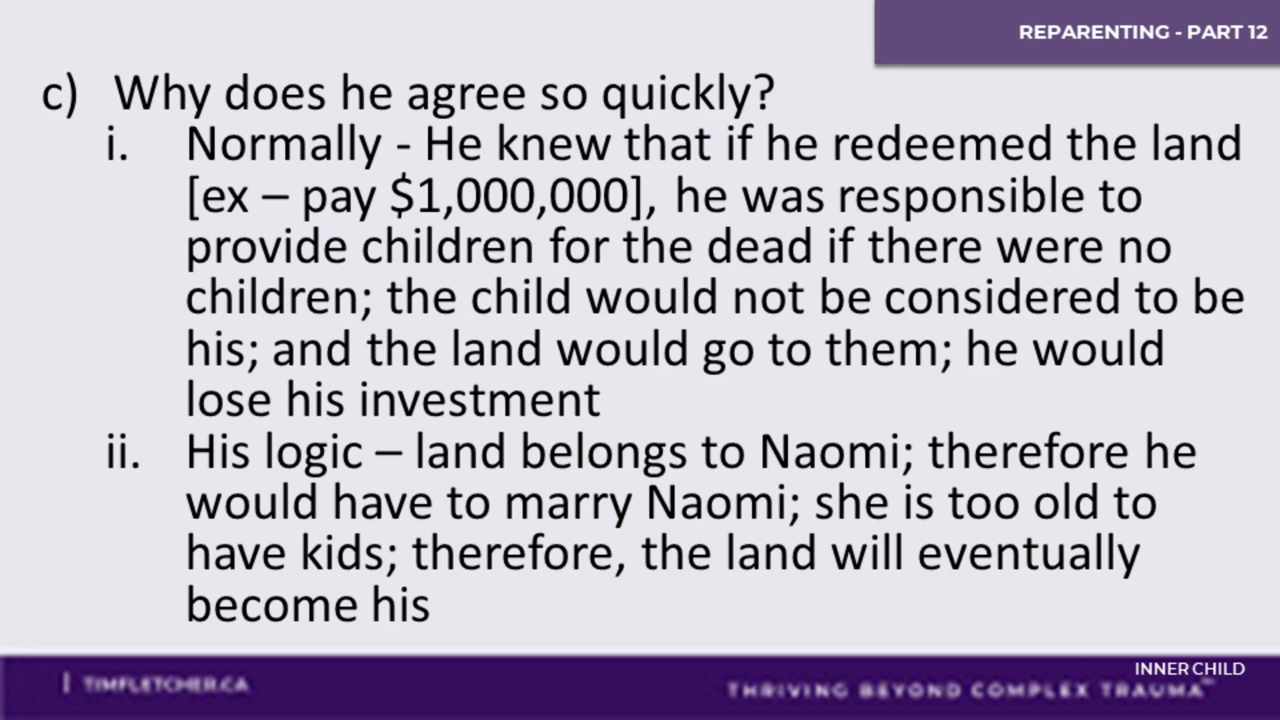 REPARENTING - PART 12
c) Why does he agree so quickly?
i. Normally - He knew that if he redeemed the land
[ex – pay $1,000,000], he was responsible to
provide children for the dead if there were no
children; the child would not be considered to be
his; and the land would go to them; he would
lose his investment
ii. His logic – land belongs to Naomi; therefore he
would have to marry Naomi; she is too old to
have kids; therefore, the land will eventually
become his
INNER CHILD
| TIMFLETCHER.CA
THRIVING BEYOND COMPLEX TRAUMA™